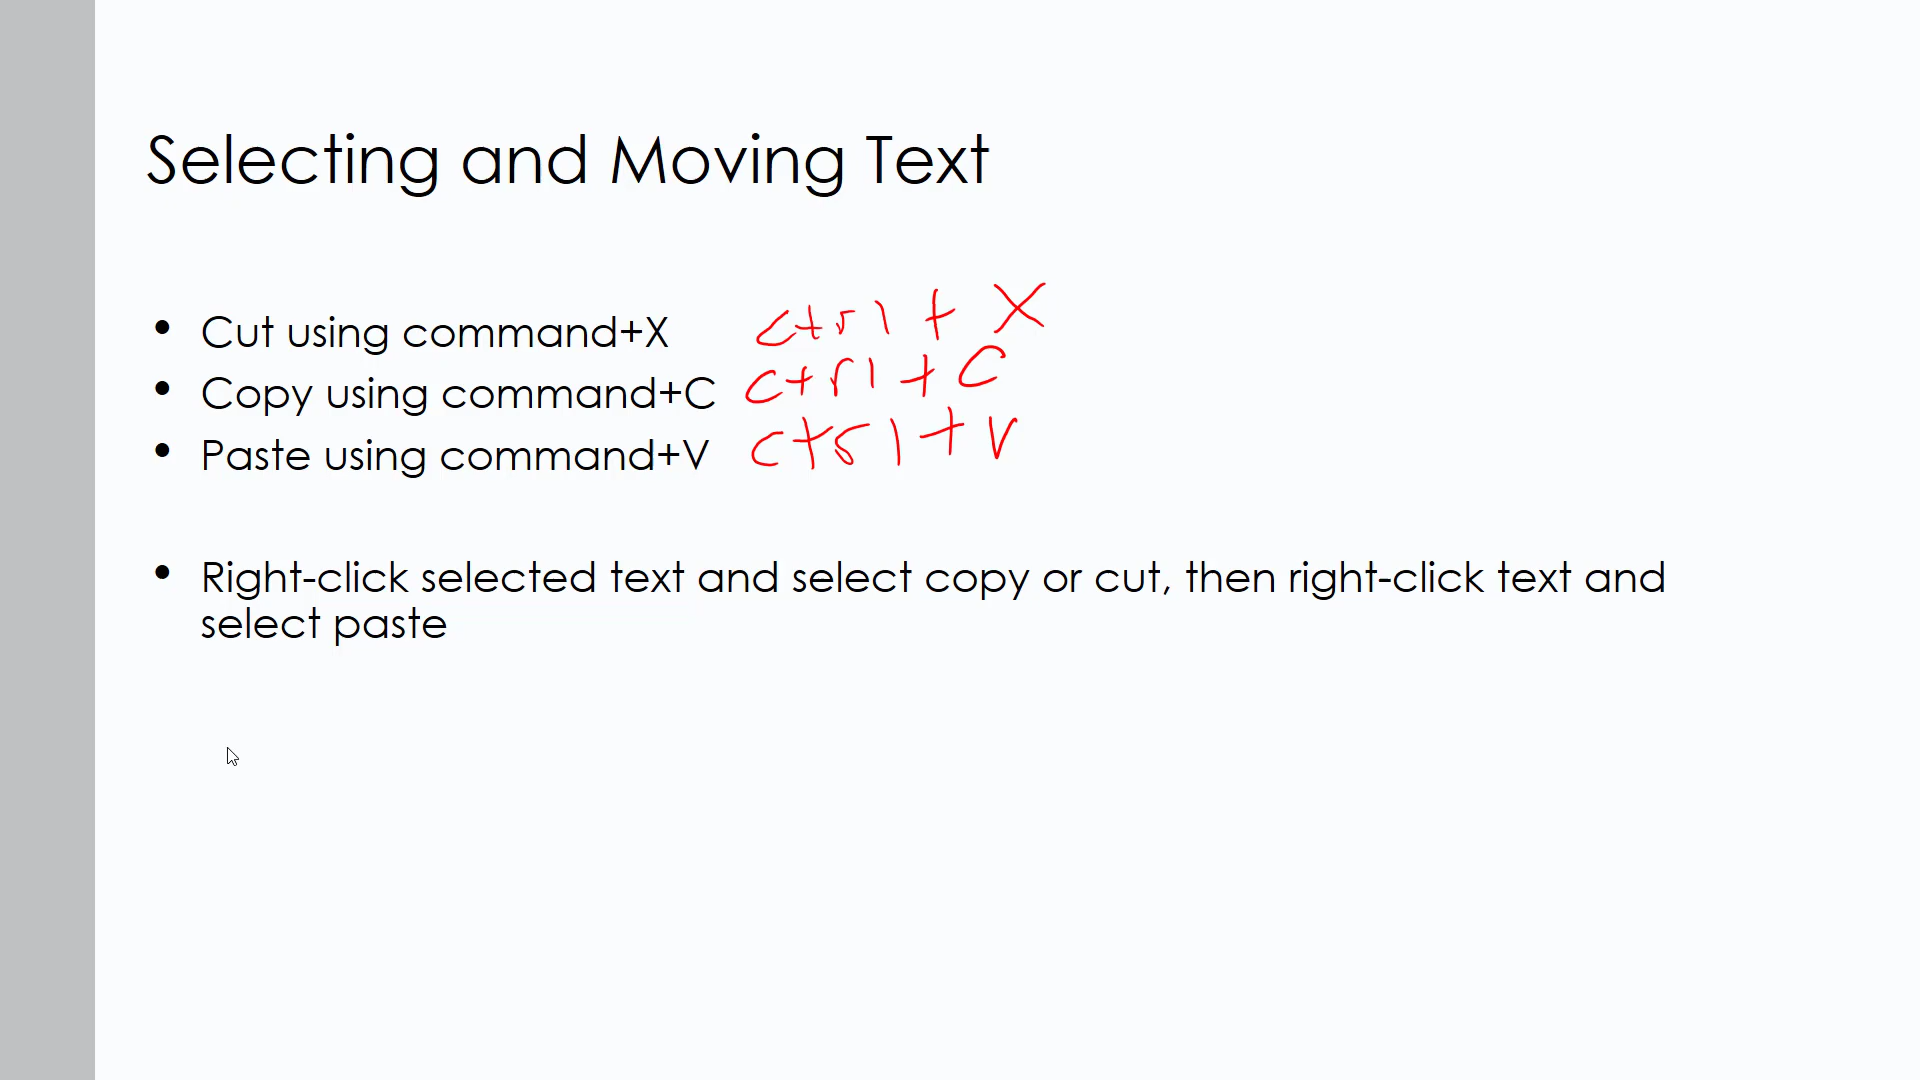 Selecting and Moving Text
• Cut using command+X ctrl + X
• Copy using command+C ctrl + C
• Paste using command+V ctrl + V
• Right-click selected text and select copy or cut, then right-click text and
select paste